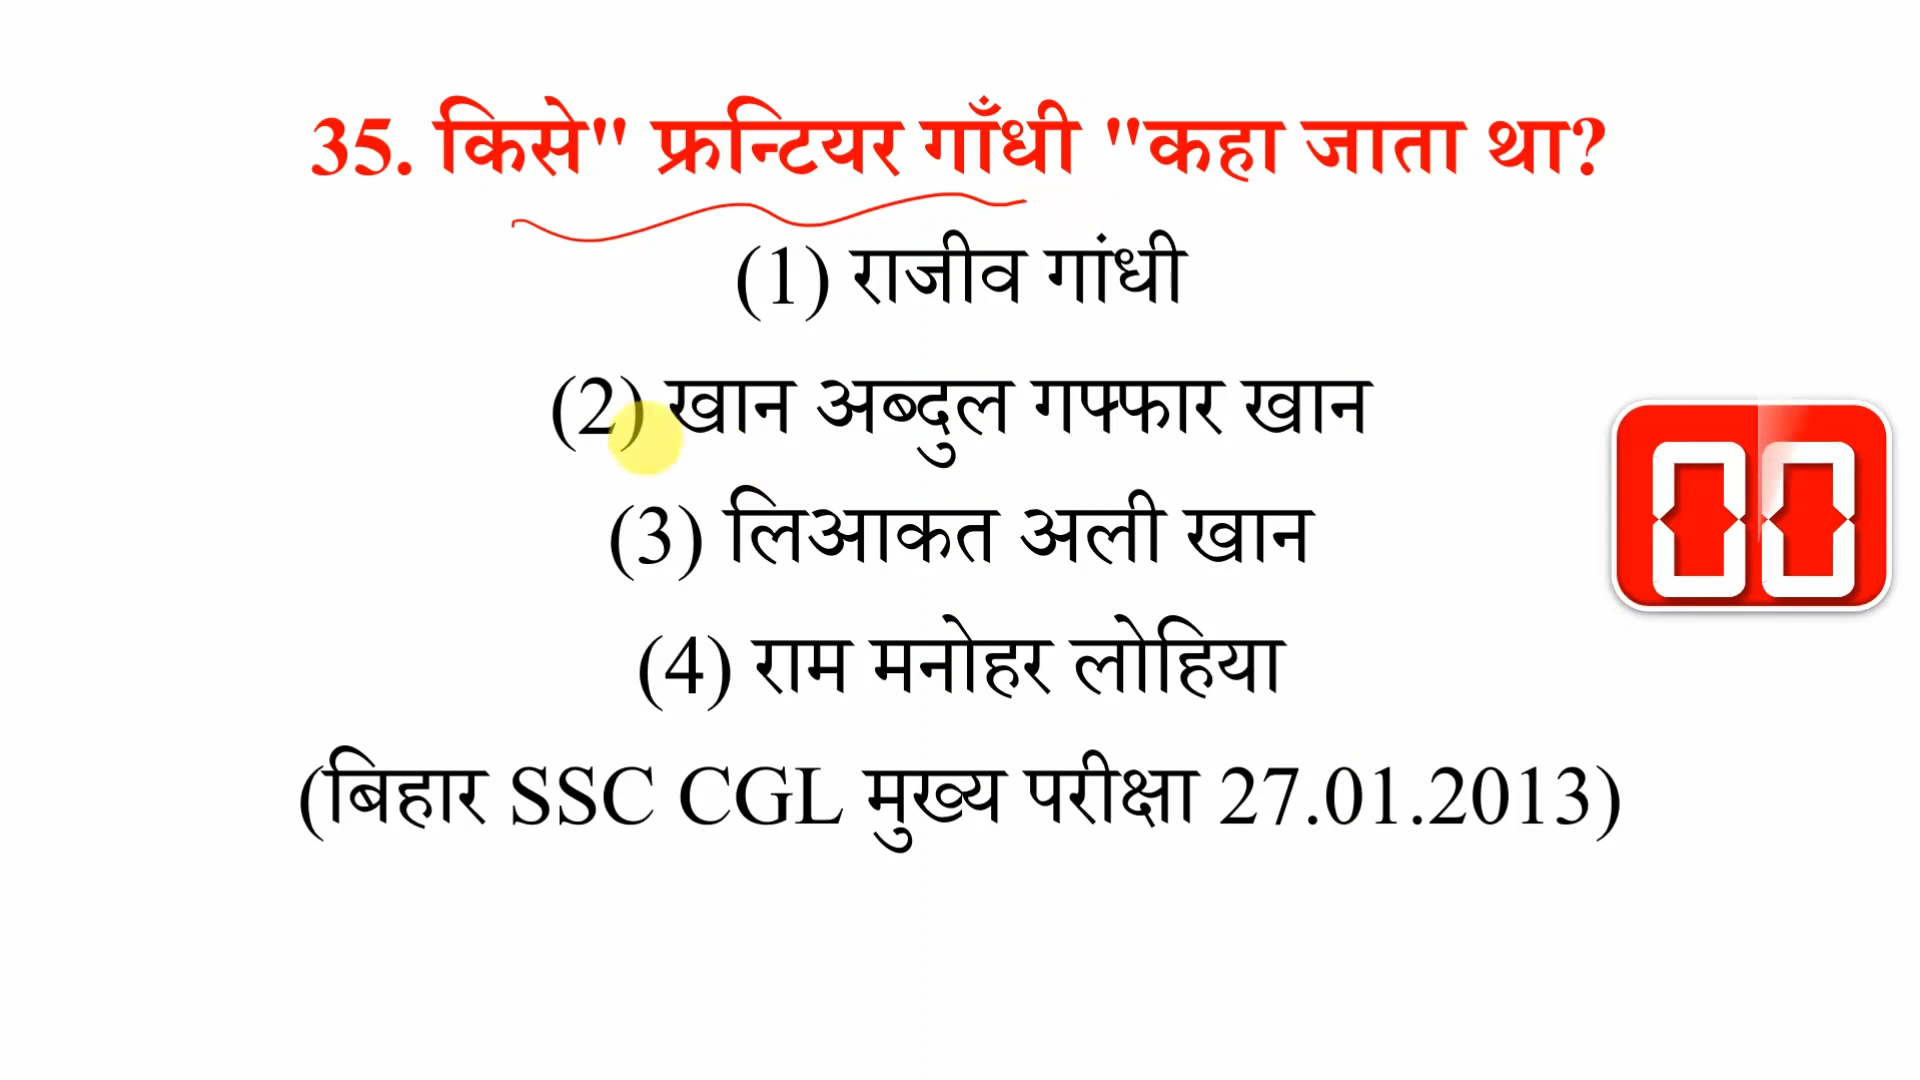 35. किसे" फ्रन्टियर गाँधी "कहा जाता था?
(1) राजीव गांधी
(2) खान अब्दुल गफ्फार खान
(3) लिआकत अली खान
(4) राम मनोहर लोहिया
(बिहार SSC CGL मुख्य परीक्षा 27.01.2013)
00